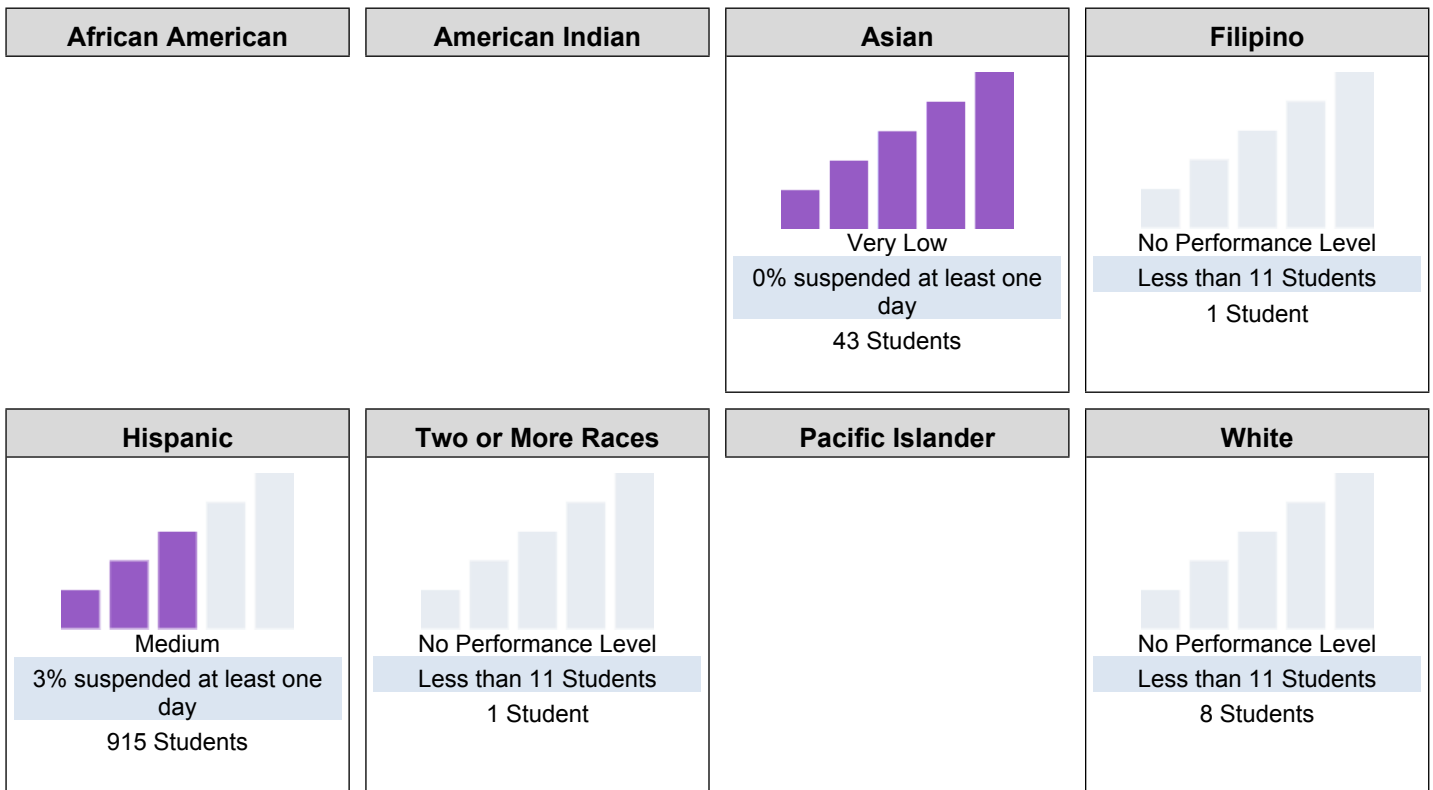 African American
American Indian
Asian
Very Low
0% suspended at least one
day
43 Students
Filipino
No Performance Level
Less than 11 Students
1 Student
Hispanic
Medium
3% suspended at least one
day
915 Students
Two or More Races
No Performance Level
Less than 11 Students
1 Student
Pacific Islander
White
No Performance Level
Less than 11 Students
8 Students